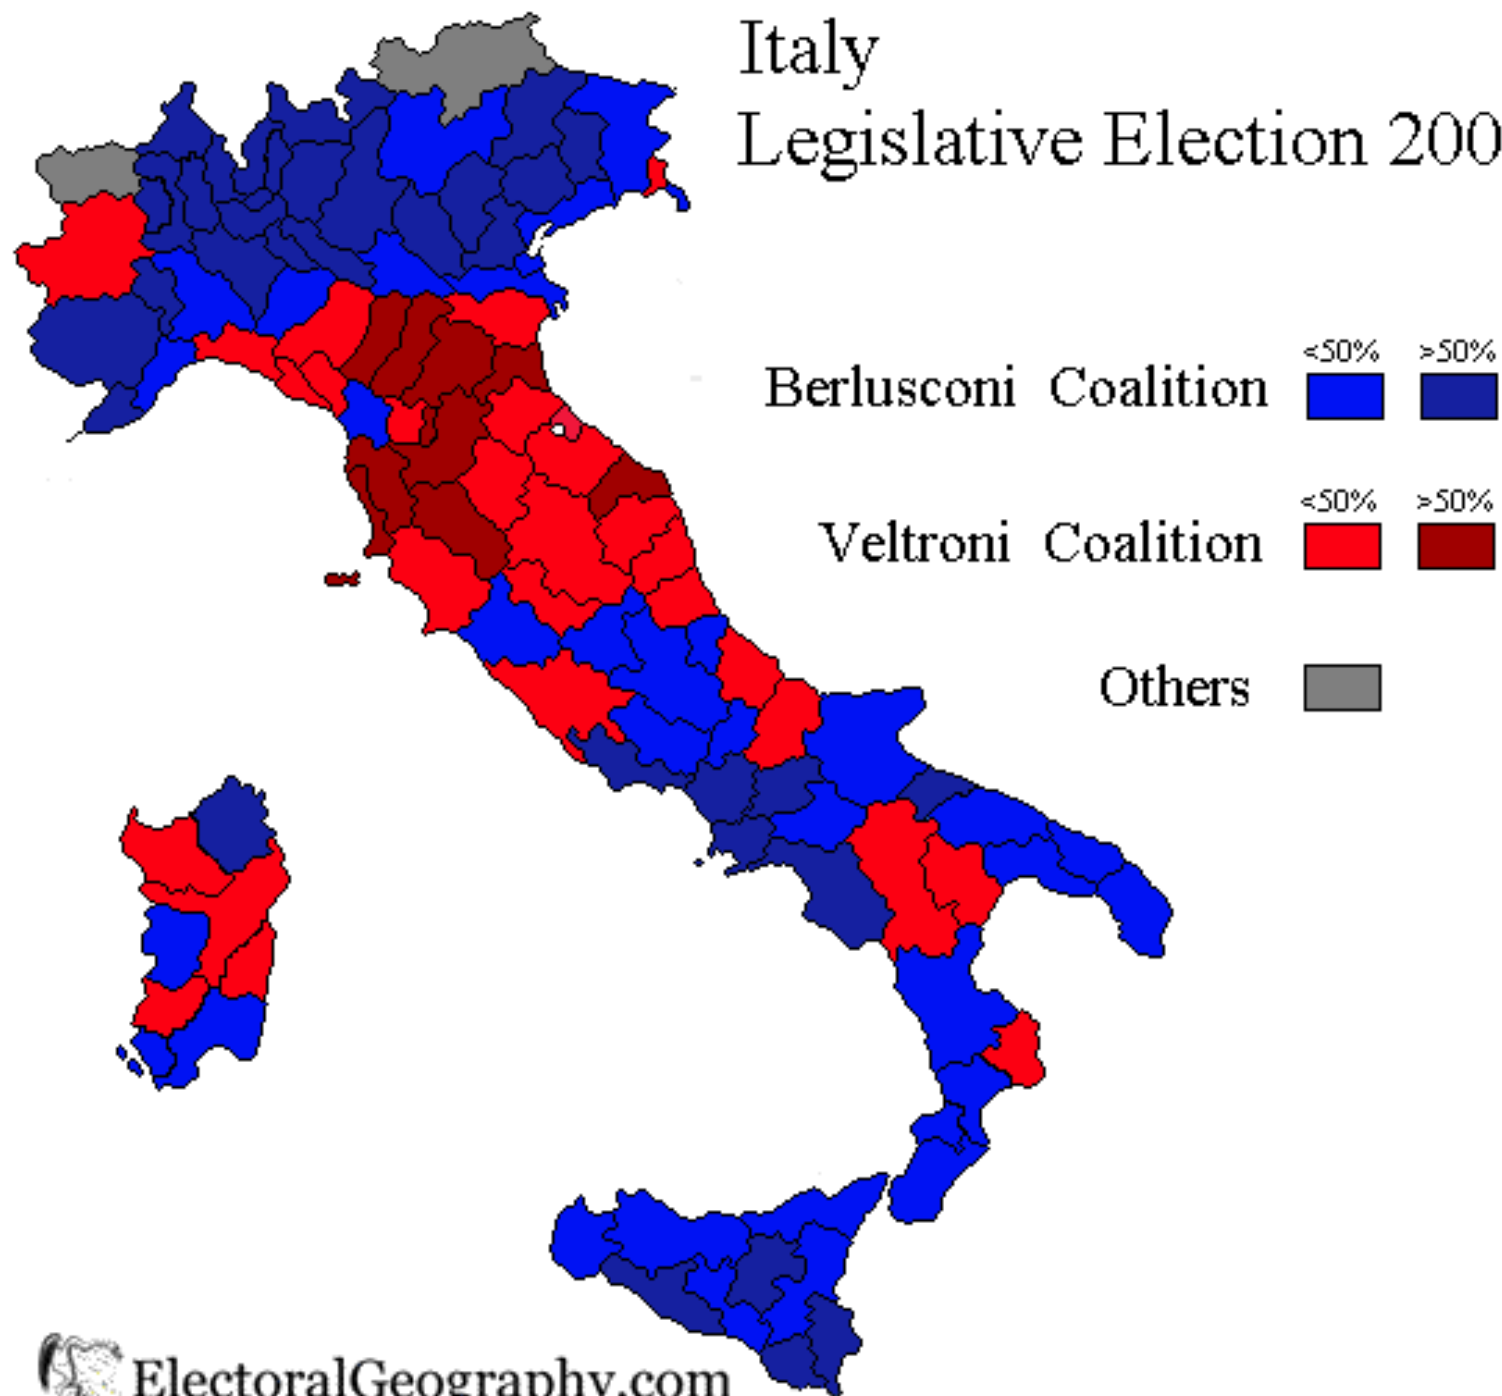 Italy
Legislative Election 200
<50% >50%
Berlusconi Coalition
<50% >50%
Veltroni Coalition
Others
ElectoralGeography.com